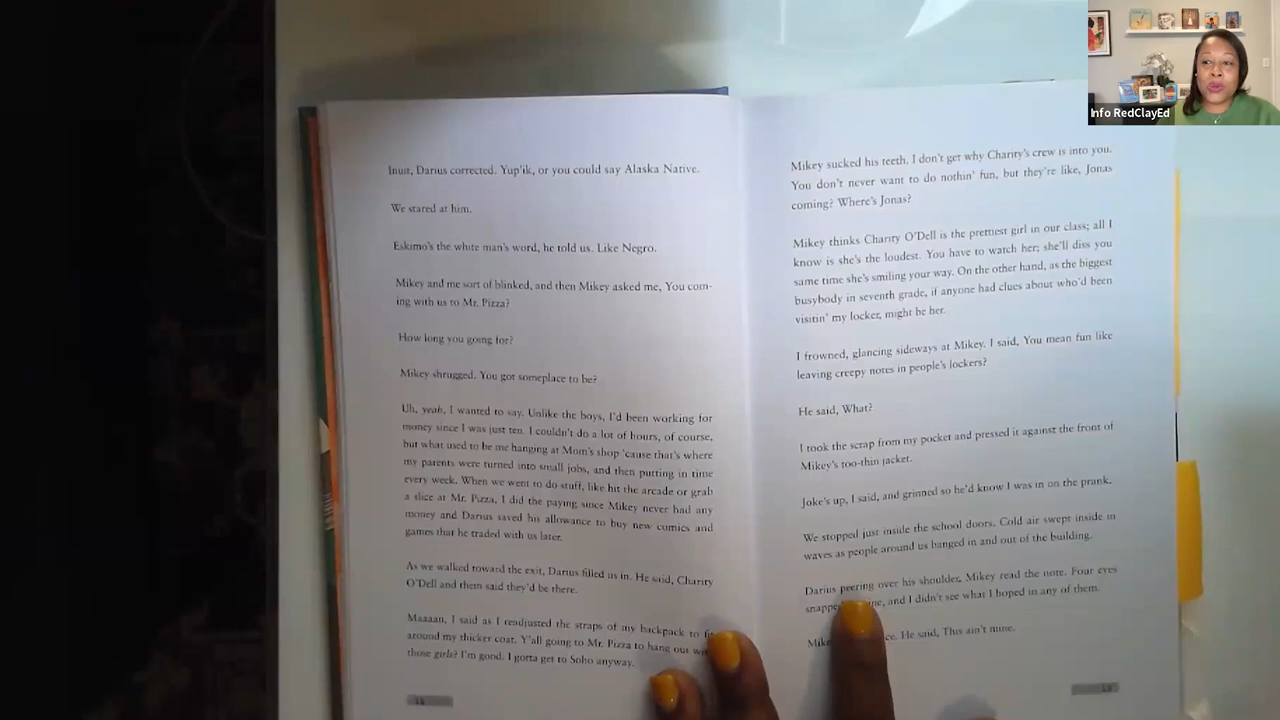 Inuit, Darius corrected. Yup'ik, or you could say Alaska Native.
We stared at him.
Eskimo's the white man's word, he told us. Like Negro.
Mikey and me sort of blinked, and then Mikey asked me, You com-
ing with us to Mr. Pizza?
How long you going for?
Mikey shrugged. You got someplace to be?
Uh, yeah, I wanted to say. Unlike the boys, I'd been working for
money since I was just ten. I couldn't do a lot of hours, of course,
but what used to be me hanging at Mom's shop 'cause that's where
my parents were turned into small jobs, and then putting in time
every week. When we went to do stuff, like hit the arcade or grab
a slice at Mr. Pizza, I did the paying since Mikey never had any
money and Darius saved his allowance to buy new comics and
games that he traded with us later.
As we walked toward the exit, Darius filled us in. He said, Charity
O'Dell and them said they'd be there.
Maaaan, I said as I readjusted the straps of my backpack to
around my thicker coat. Y'all going to Mr. Pizza to hang out
those girls? I'm good. I gotta get to Soho anyway.
Mikey sucked his teeth. I don't get why Charity's crew is into you.
You don't never want to do nothin' fun, but they're like, Jonas
coming? Where's Jonas?
Mikey thinks Charity O'Dell is the prettiest girl in our class; all I
know is she's the loudest. You have to watch her; she'll diss you
same time she's smiling your way. On the other hand, as the biggest
busybody in seventh grade, if anyone had clues about who'd been
visitin' my locker, might be her.
I frowned, glancing sideways at Mikey. I said, You mean fun like
leaving creepy notes in people's lockers?
He said, What?
I took the scrap from my pocket and pressed it against the front of
Mikey's too-thin jacket.
Joke's up, I said, and grinned so he'd know I was in on the prank.
We stopped just inside the school doors. Cold air swept inside in
waves as people around us banged in and out of the building.
Darius peering over his shoulder, Mikey read the note. Four eyes
and I didn't see what I hoped in any of them.
He said, This ain't mine.
Info RedClayEd